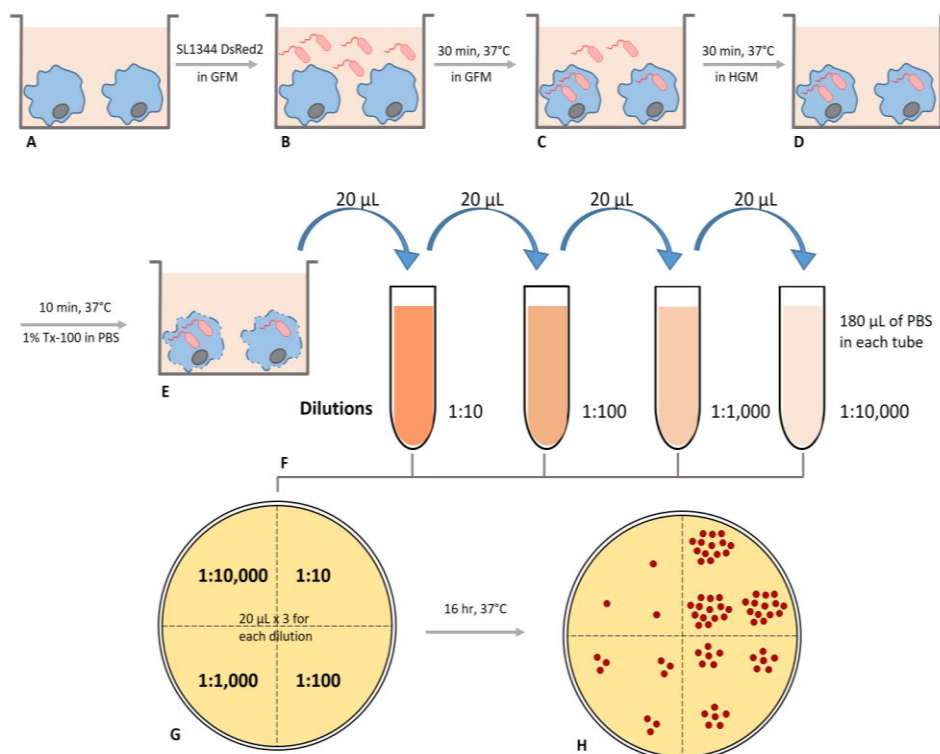 SL1344 DsRed2
in GFM
30 min, 37°C
in GFM
30 min, 37°C
in HGM
A
B
C
D
20 µL
20 µL
20 µL
20 µL
10 min, 37°C
1% Tx-100 in PBS
180 µL of PBS
in each tube
E
Dilutions
1:10
1:100
1:1,000
1:10,000
F
1:10,000
1:10
20 µL x 3 for
each dilution
1:1,000
1:100
16 hr, 37°C
G
H